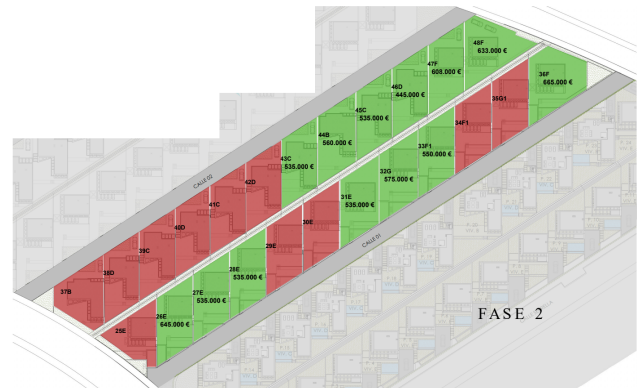 48F
633.000 €
47F
608.000 €
46D
445.000 €
45C
535.000 €
44B
560.000 €
43C
535.000 €
42D
41C
40D
39C
38D
37B
CALLE 02
36F
665.000 €
35G1
34F1
33F1
550.000 €
32G
575.000 €
31E
535.000 €
30E
29E
28E
535.000 €
27E
535.000 €
26E
645.000 €
25E
CALLE 01
FASE 2